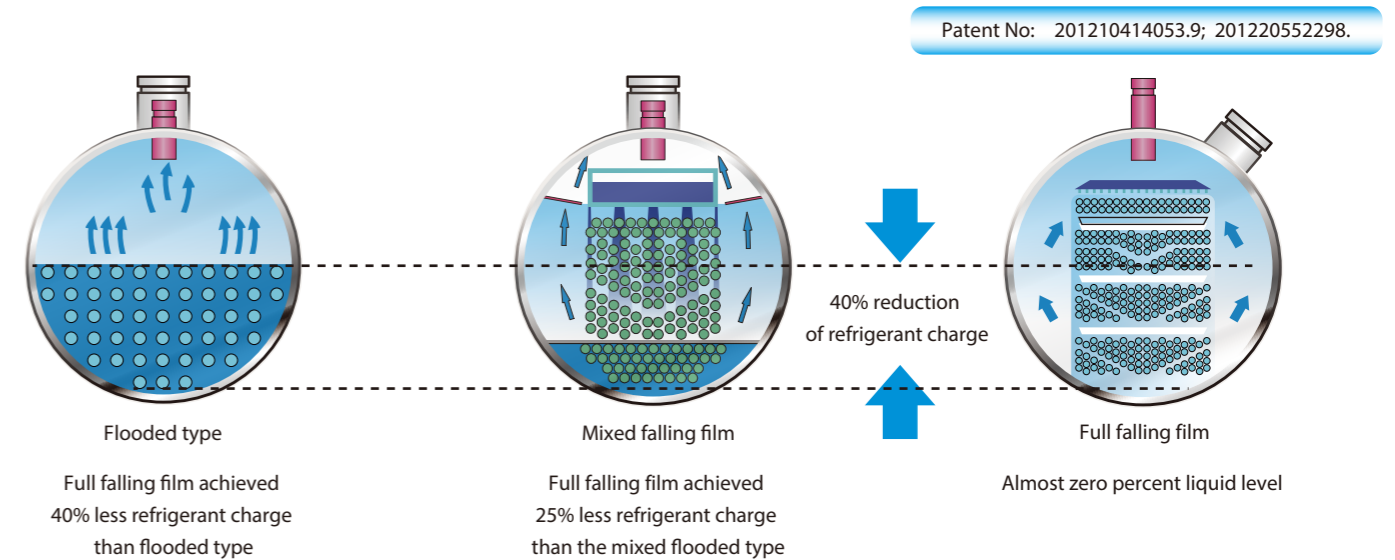 Patent No: 201210414053.9; 201220552298.
40% reduction
of refrigerant charge
Flooded type
Full falling film achieved
40% less refrigerant charge
than flooded type
Mixed falling film
Full falling film achieved
25% less refrigerant charge
than the mixed flooded type
Full falling film
Almost zero percent liquid level